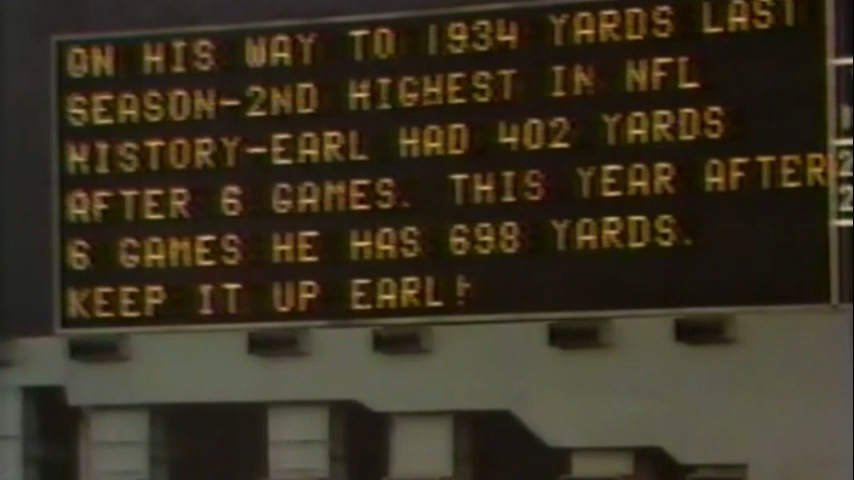 ON HIS WAY TO 1934 YARDS LAST
SEASON-2ND HIGHEST IN NFL
HISTORY-EARL HAD 402 YARDS
AFTER 6 GAMES. THIS YEAR AFTER
6 GAMES HE HAS 698 YARDS.
KEEP IT UP EARL!